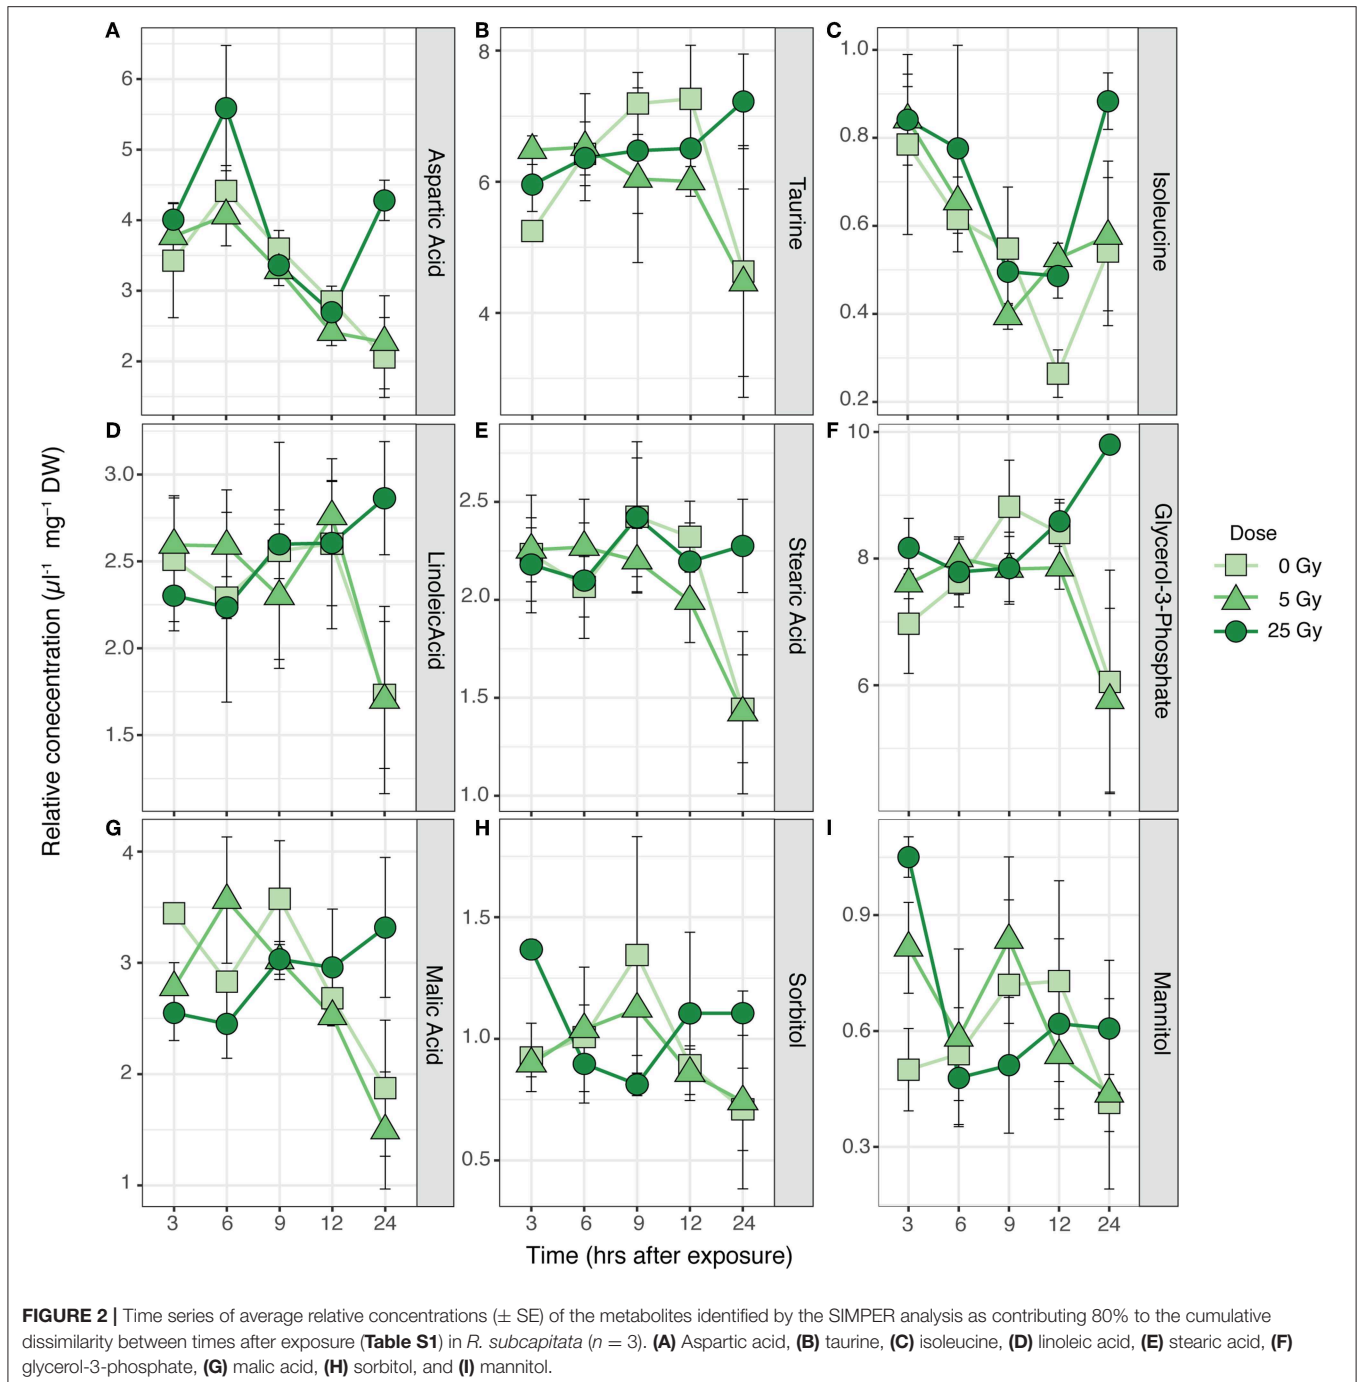 A
B
C
6
5
4
3
2
Aspartic Acid
8
6
4
Taurine
1.0
0.8
0.6
0.4
0.2
Isoleucine
D
E
F
3.0
2.5
2.0
1.5
LinoleicAcid
2.5
2.0
1.5
1.0
Stearic Acid
10
8
6
Glycerol-3-Phosphate
Relative conecentration (µl⁻¹ mg⁻¹ DW)
Dose
0 Gy
5 Gy
25 Gy
G
H
I
4
3
2
1
Malic Acid
1.5
1.0
0.5
Sorbitol
0.9
0.6
0.3
Mannitol
3 6 9 12 24
3 6 9 12 24
3 6 9 12 24
Time (hrs after exposure)
FIGURE 2 | Time series of average relative concentrations (± SE) of the metabolites identified by the SIMPER analysis as contributing 80% to the cumulative
dissimilarity between times after exposure (Table S1) in R. subcapitata (n = 3). (A) Aspartic acid, (B) taurine, (C) isoleucine, (D) linoleic acid, (E) stearic acid, (F)
glycerol-3-phosphate, (G) malic acid, (H) sorbitol, and (I) mannitol.